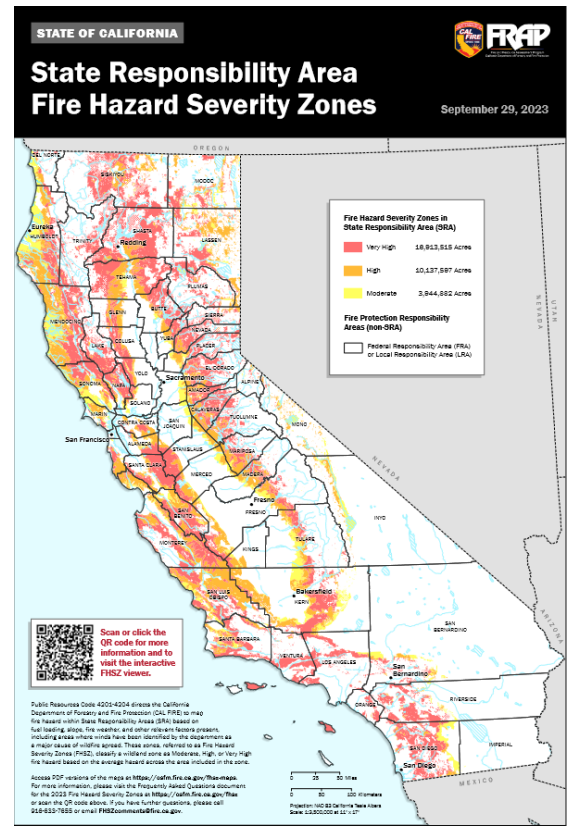 STATE OF CALIFORNIA
CAL FIRE
FRAP
State Responsibility Area
Fire Hazard Severity Zones
September 29, 2023
OREGON
DEL NORTE
SISKIYOU
MODOC
Eureka
HUMBOLDT
TRINITY
SHASTA
Redding
LASSEN
TEHAMA
PLUMAS
GLENN
BUTTE
SIERRA
MENDOCINO
NEVADA
YUBA
LAKE
COLUSA
PLACER
EL DORADO
YOLO
Sacramento
ALPINE
SONOMA
NAPA
AMADOR
SOLANO
MARIN
CALAVERAS
CONTRA COSTA
SAN
JOAQUIN
TUOLUMNE
MONO
San Francisco
ALAMEDA
STANISLAUS
MARIPOSA
SANTA CLARA
MERCED
MADERA
NEVADA
Fresno
FRESNO
SAN
BENITO
INYO
MONTEREY
TULARE
KINGS
SAN LUIS
OBISPO
Bakersfield
KERN
SAN
BERNARDINO
SANTA BARBARA
VENTURA
LOS ANGELES
San
Bernardino
ORANGE
RIVERSIDE
SAN DIEGO
IMPERIAL
San Diego
MEXICO
NEVADA
UTAH
ARIZONA
Fire Hazard Severity Zones in
State Responsibility Area (SRA)
Very High 16,913,515 Acres
High 10,137,597 Acres
Moderate 3,944,882 Acres
Fire Protection Responsibility
Areas (non-SRA)
Federal Responsibility Area (FRA)
or Local Responsibility Area (LRA)
Scan or click the
QR code for more
information and to
visit the interactive
FHSZ viewer.
Public Resources Code 4201-4204 directs the California
Department of Forestry and Fire Protection (CAL FIRE) to map
fire hazard within State Responsibility Areas (SRA) based on
fuel loading, slope, fire weather, and other relevant factors present,
including areas where winds have been identified by the department as
a major cause of wildfire spread. These zones, referred to as Fire Hazard
Severity Zones (FHSZ), classify a wildland zone as Moderate, High, or Very High
fire hazard based on the average hazard across the area included in the zone.
Access PDF versions of the maps at https://osfm.fire.ca.gov/fhsz-maps.
For more information, please visit the Frequently Asked Questions document
for the 2023 Fire Hazard Severity Zones at https://osfm.fire.ca.gov/fhsz
or scan the QR code above. If you have further questions, please call
916-633-7655 or email FHSZcomments@fire.ca.gov.
0 25 50 Miles
0 50 100 Kilometers
Projection: NAD 83 California Teale Albers
Scale: 1:3,500,000 at 11" x 17"